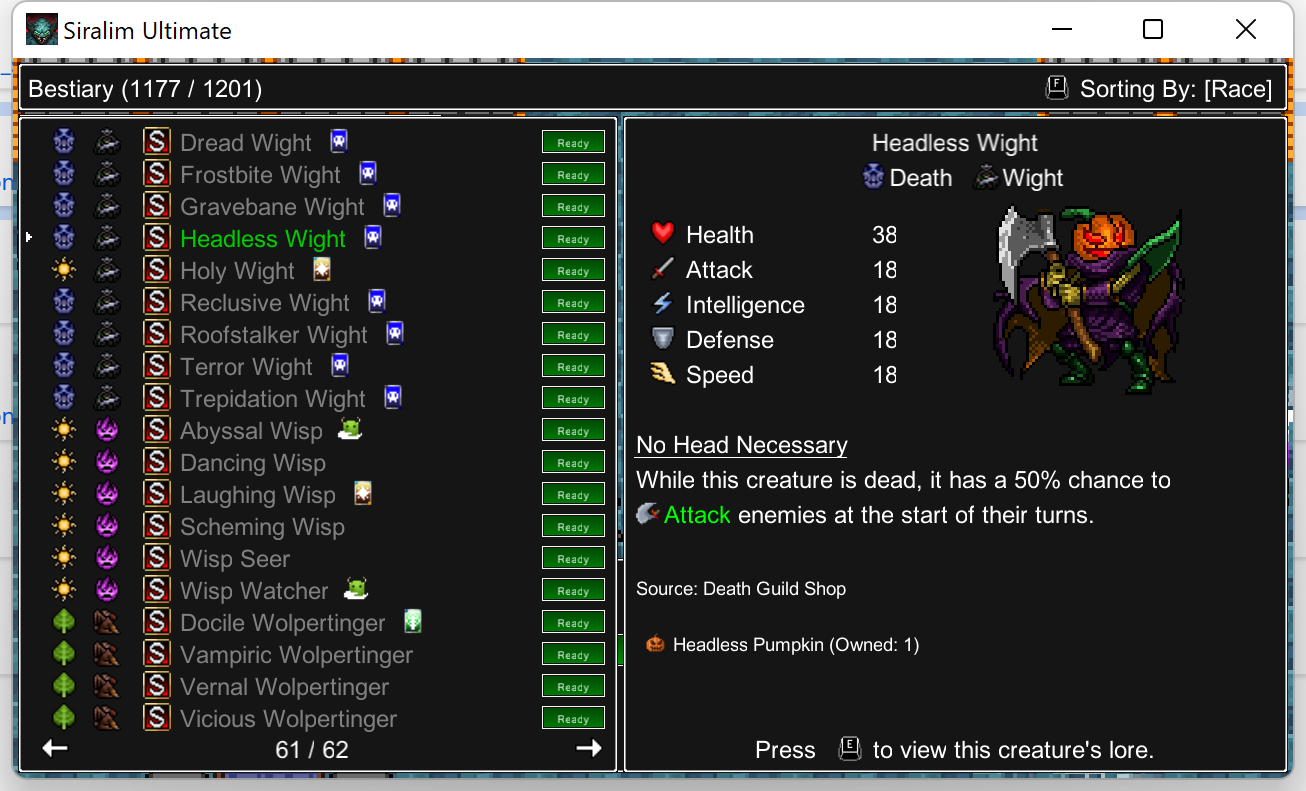 Siralim Ultimate
Bestiary (1177 / 1201)
F Sorting By: [Race]
S Dread Wight Ready
S Frostbite Wight Ready
S Gravebane Wight Ready
S Headless Wight Ready
S Holy Wight Ready
S Reclusive Wight Ready
S Roofstalker Wight Ready
S Terror Wight Ready
S Trepidation Wight Ready
S Abyssal Wisp Ready
S Dancing Wisp Ready
S Laughing Wisp Ready
S Scheming Wisp Ready
S Wisp Seer Ready
S Wisp Watcher Ready
S Docile Wolpertinger Ready
S Vampiric Wolpertinger Ready
S Vernal Wolpertinger Ready
S Vicious Wolpertinger Ready
61 / 62
Headless Wight
Death Wight
Health 38
Attack 18
Intelligence 18
Defense 18
Speed 18
No Head Necessary
While this creature is dead, it has a 50% chance to
Attack enemies at the start of their turns.
Source: Death Guild Shop
Headless Pumpkin (Owned: 1)
Press E to view this creature's lore.